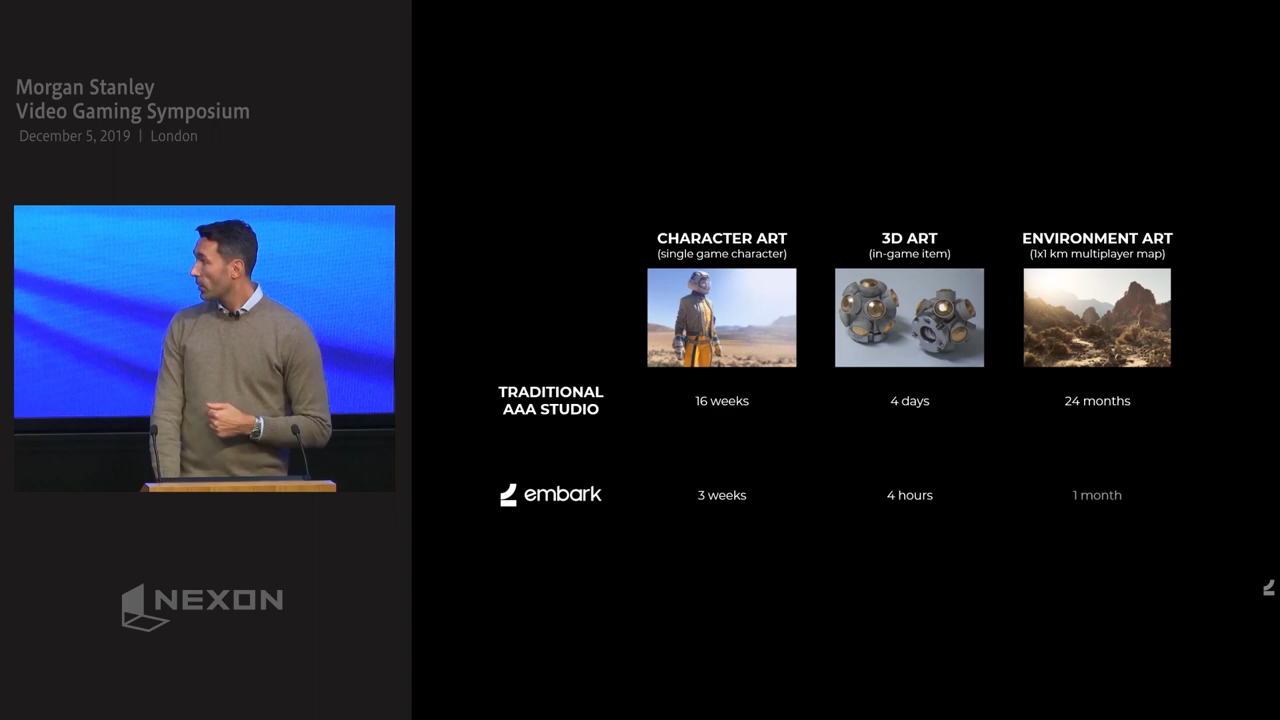 Morgan Stanley
Video Gaming Symposium
December 5, 2019 | London
NEXON
CHARACTER ART
(single game character)
3D ART
(in-game item)
ENVIRONMENT ART
(1x1 km multiplayer map)
TRADITIONAL
AAA STUDIO
16 weeks
4 days
24 months
embark
3 weeks
4 hours
1 month